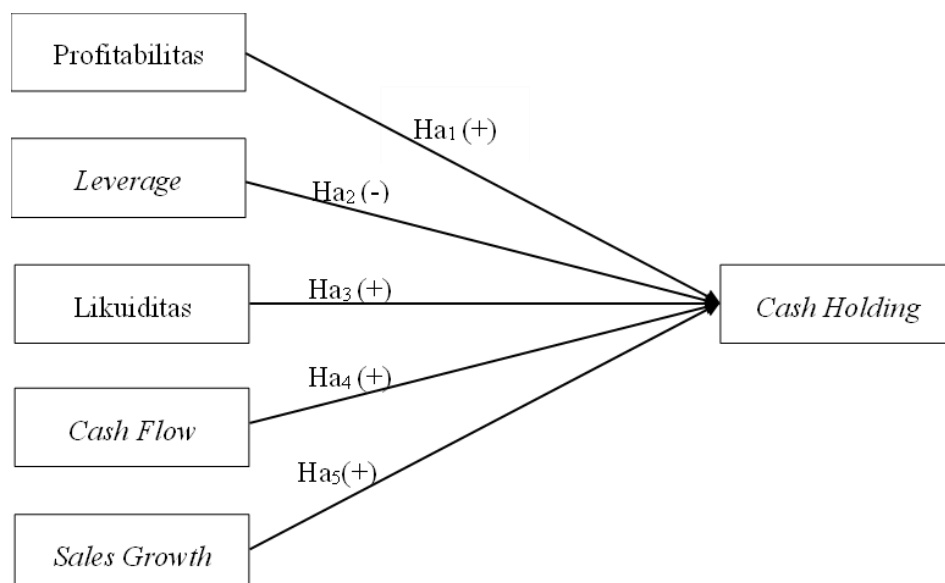 Profitabilitas
Ha₁ (+)
Leverage
Ha₂ (-)
Likuiditas
Ha₃ (+)
Cash Holding
Ha₄ (+)
Cash Flow
Ha₅(+)
Sales Growth